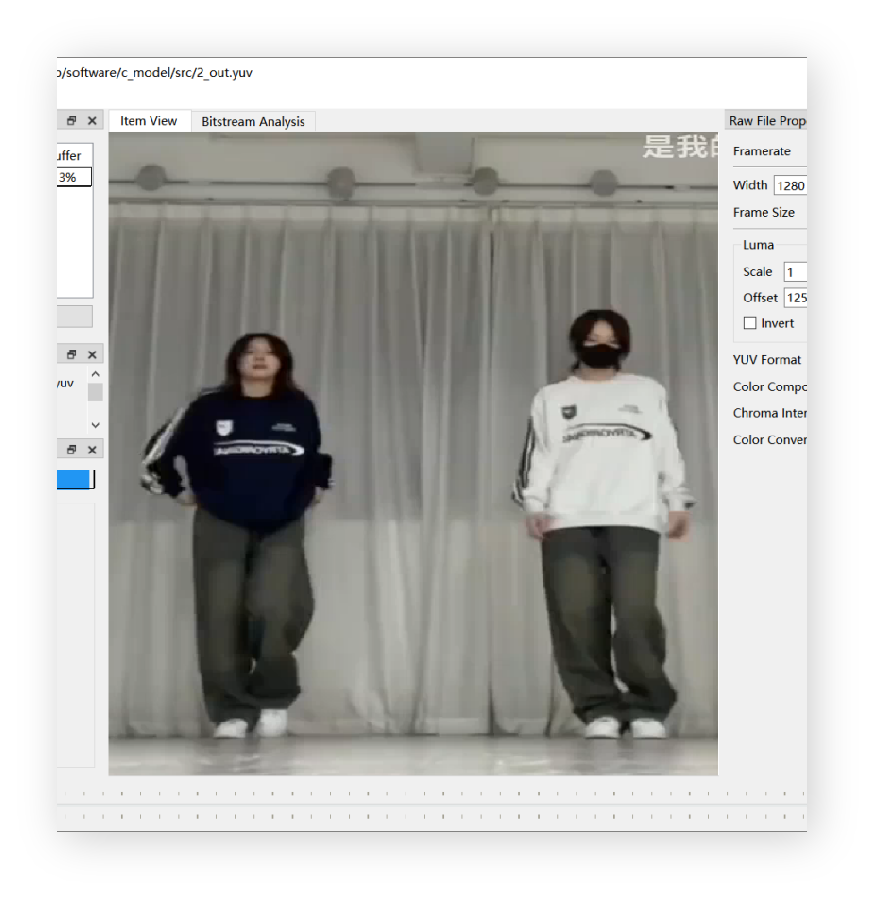 o/software/c_model/src/2_out.yuv
Item View
Bitstream Analysis
Raw File Prop
uffer
3%
是我的
Framerate
Width 1280
Frame Size
Luma
Scale 1
Offset 125
Invert
YUV Format
yuv
Color Compo
Chroma Inter
Color Conver